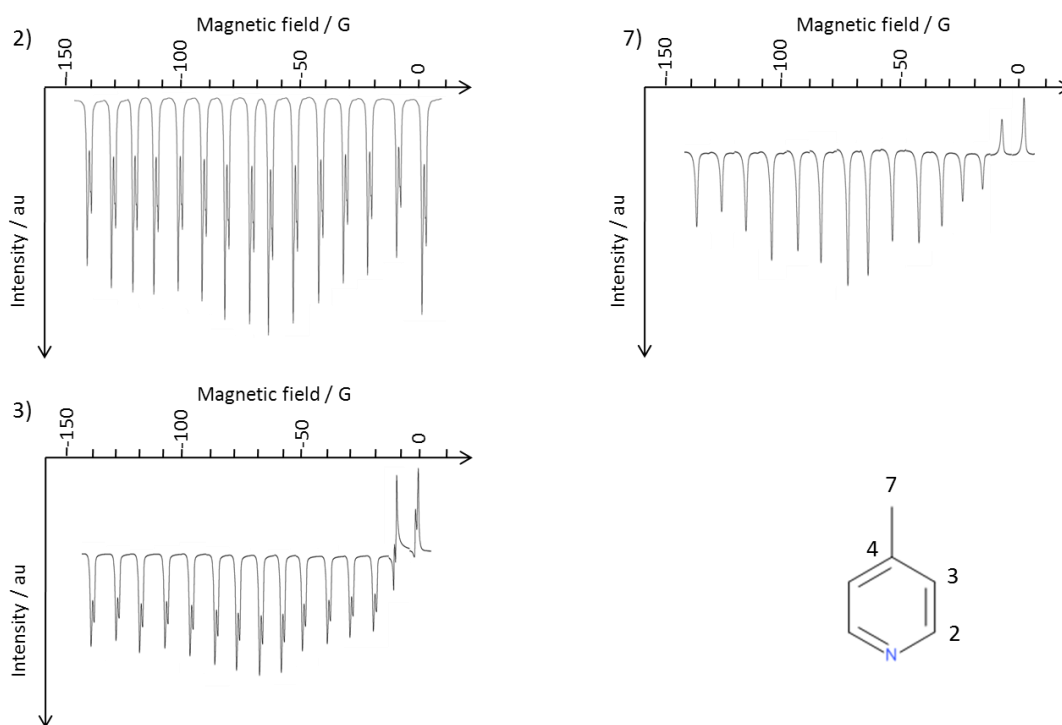 2)
Magnetic field / G
-150
-100
-50
0
Intensity / au
7)
Magnetic field / G
-150
-100
-50
0
Intensity / au
3)
Magnetic field / G
-150
-100
-50
0
Intensity / au
7
4
3
2
N